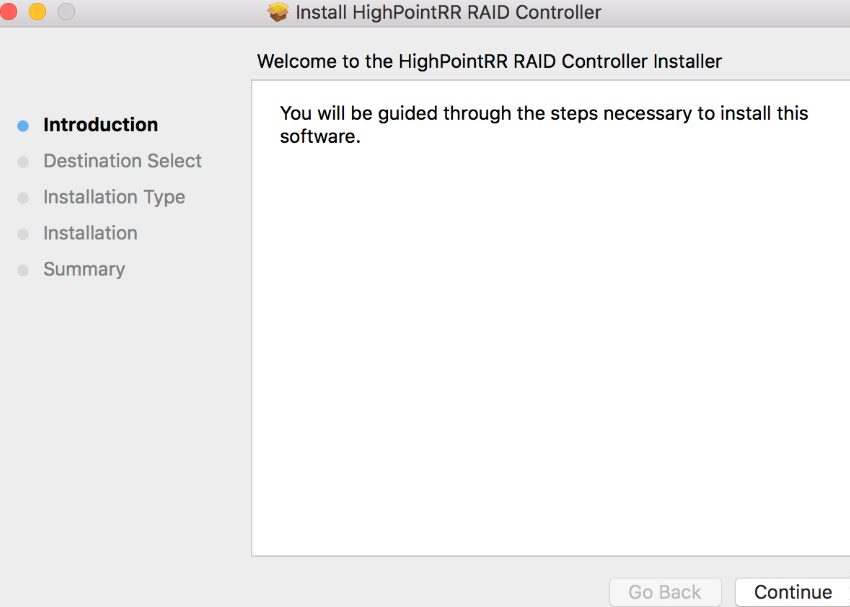 Install HighPointRR RAID Controller
Welcome to the HighPointRR RAID Controller Installer
Introduction
Destination Select
Installation Type
Installation
Summary
You will be guided through the steps necessary to install this
software.
Go Back
Continue